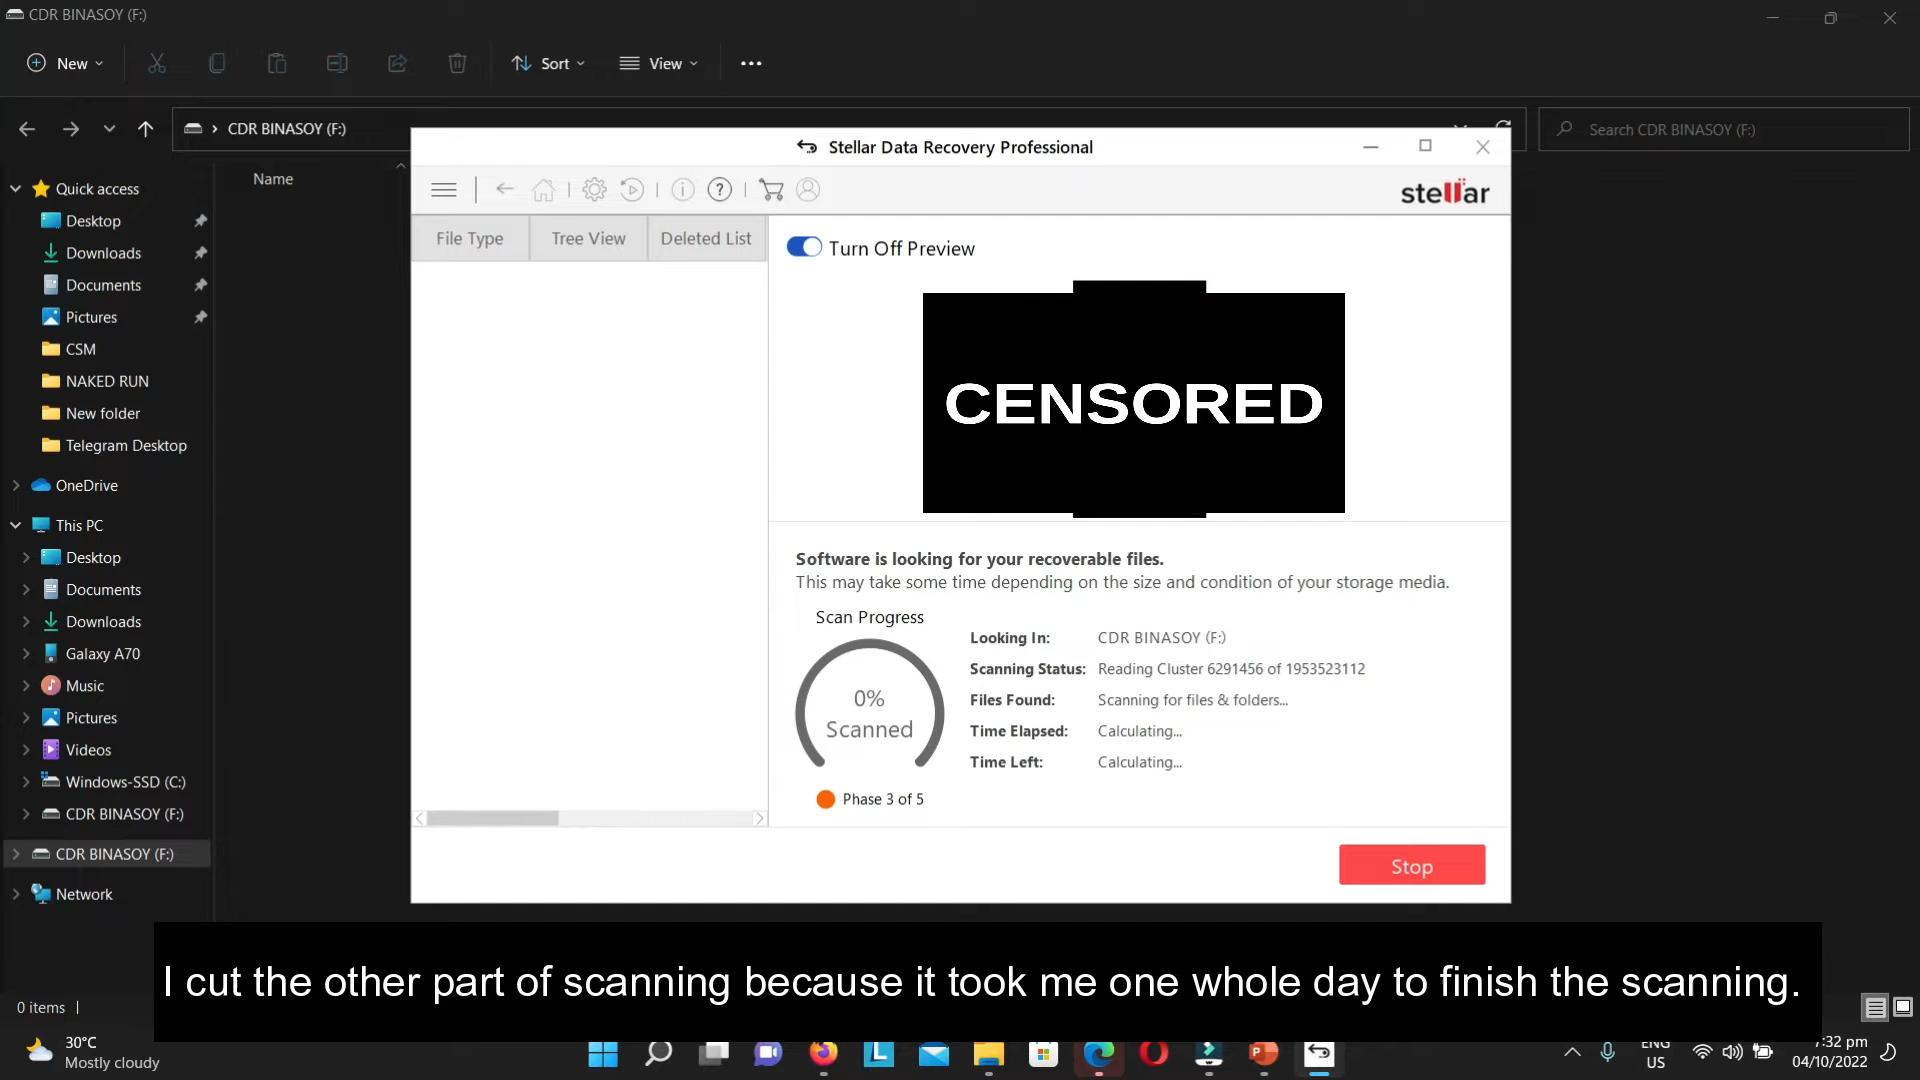 CDR BINASOY (F:)
New
Sort
View
CDR BINASOY (F:)
Search CDR BINASOY (F:)
Name
Quick access
Desktop
Downloads
Documents
Pictures
CSM
NAKED RUN
New folder
Telegram Desktop
OneDrive
This PC
Desktop
Documents
Downloads
Galaxy A70
Music
Pictures
Videos
Windows-SSD (C:)
CDR BINASOY (F:)
CDR BINASOY (F:)
Network
Stellar Data Recovery Professional
stellar
File Type
Tree View
Deleted List
Turn Off Preview
CENSORED
Software is looking for your recoverable files.
This may take some time depending on the size and condition of your storage media.
Scan Progress
0%
Scanned
Phase 3 of 5
Looking In: CDR BINASOY (F:)
Scanning Status: Reading Cluster 6291456 of 1953523112
Files Found: Scanning for files & folders...
Time Elapsed: Calculating...
Time Left: Calculating...
Stop
I cut the other part of scanning because it took me one whole day to finish the scanning.
0 items
30°C
Mostly cloudy
ENG
US
7:32 pm
04/10/2022